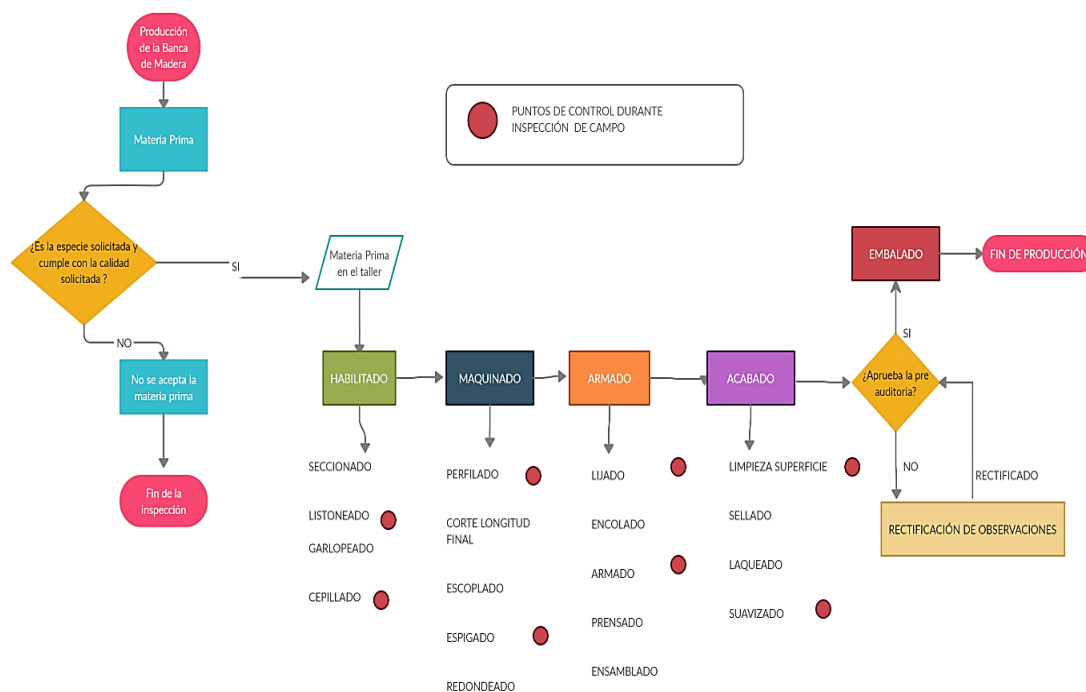 Producción
de la Banca
de Madera
Materia Prima
¿Es la especie solicitada y
cumple con la calidad
solicitada ?
SI
NO
No se acepta la
materia prima
Fin de la
inspección
PUNTOS DE CONTROL DURANTE
INSPECCIÓN DE CAMPO
Materia Prima
en el taller
HABILITADO
SECCIONADO
LISTONEADO
GARLOPEADO
CEPILLADO
MAQUINADO
PERFILADO
CORTE LONGITUD
FINAL
ESCOPLADO
ESPIGADO
REDONDEADO
ARMADO
LIJADO
ENCOLADO
ARMADO
PRENSADO
ENSAMBLADO
ACABADO
LIMPIEZA SUPERFICIE
SELLADO
LAQUEADO
SUAVIZADO
¿Aprueba la pre
auditoria?
SI
NO
RECTIFICADO
RECTIFICACIÓN DE OBSERVACIONES
EMBALADO
FIN DE PRODUCCIÓN